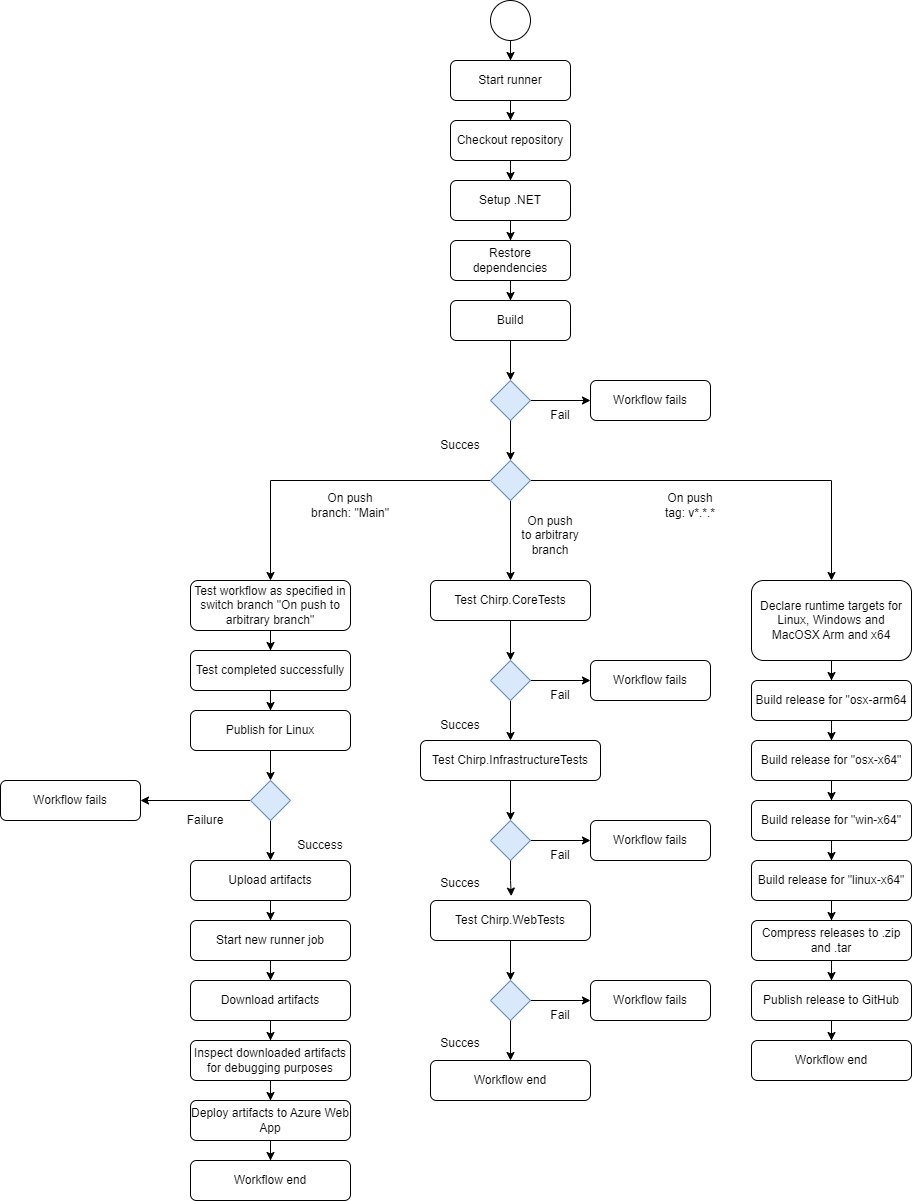 Start runner
Checkout repository
Setup .NET
Restore
dependencies
Build
Workflow fails
Fail
Succes
On push
branch: "Main"
On push
to arbitrary
branch
On push
tag: v*.*.*
Test workflow as specified in
switch branch "On push to
arbitrary branch"
Test completed successfully
Publish for Linux
Workflow fails
Failure
Success
Upload artifacts
Start new runner job
Download artifacts
Inspect downloaded artifacts
for debugging purposes
Deploy artifacts to Azure Web
App
Workflow end
Test Chirp.CoreTests
Workflow fails
Fail
Succes
Test Chirp.InfrastructureTests
Workflow fails
Fail
Succes
Test Chirp.WebTests
Workflow fails
Fail
Succes
Workflow end
Declare runtime targets for
Linux, Windows and
MacOSX Arm and x64
Build release for "osx-arm64
Build release for "osx-x64"
Build release for "win-x64"
Build release for "linux-x64"
Compress releases to .zip
and .tar
Publish release to GitHub
Workflow end